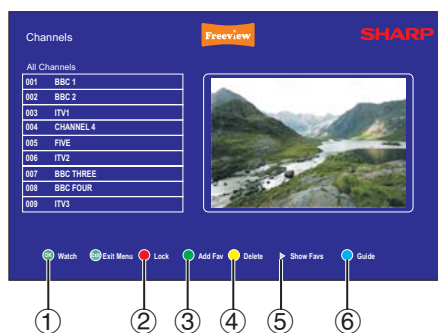 Channels Freeview SHARP
All Channels
001 BBC 1
002 BBC 2
003 ITV1
004 CHANNEL 4
005 FIVE
006 ITV2
007 BBC THREE
008 BBC FOUR
009 ITV3
OK Watch Exit Exit Menu Lock Add Fav Delete Show Favs Guide
① ② ③ ④ ⑤ ⑥